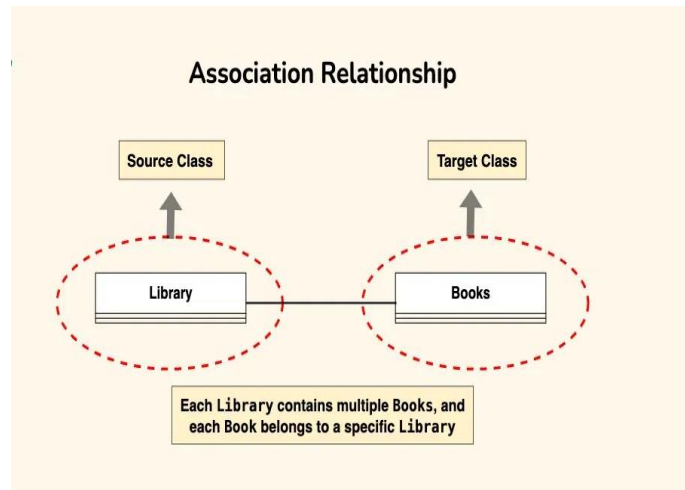 Association Relationship
Source Class
Target Class
Library
Books
Each Library contains multiple Books, and
each Book belongs to a specific Library